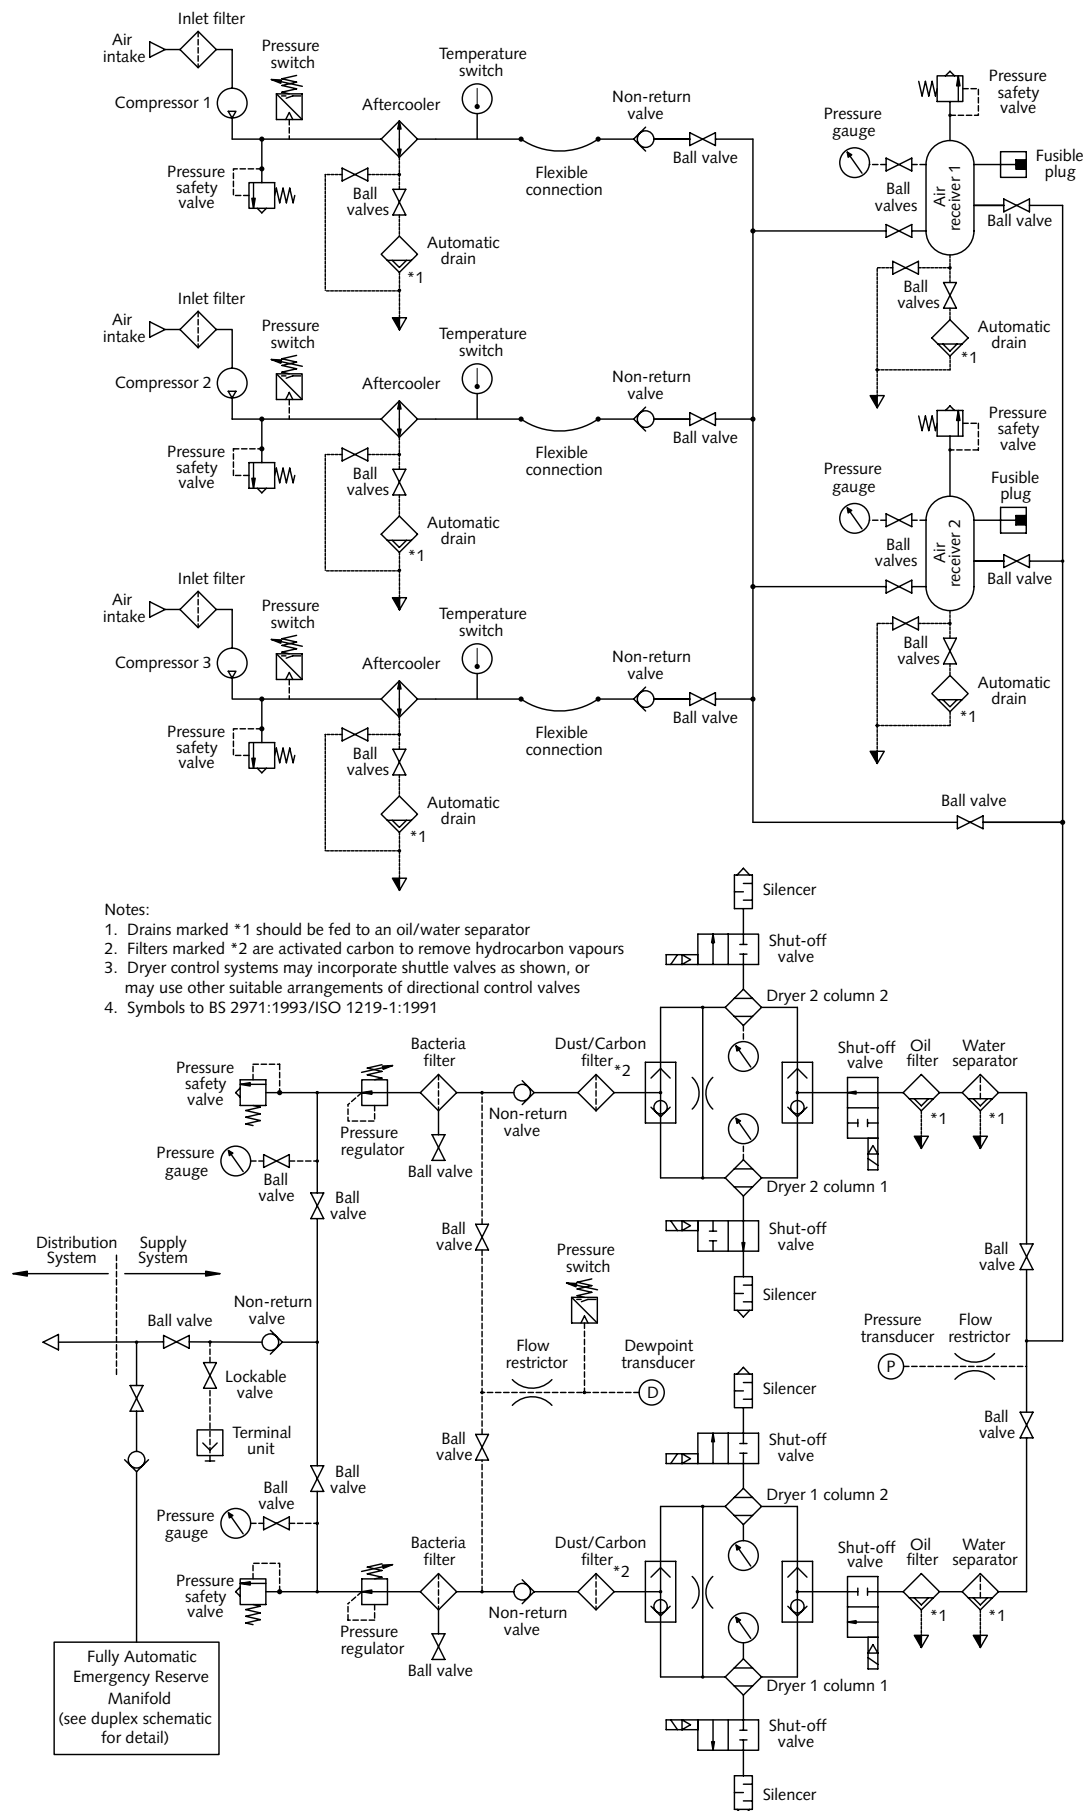 Inlet filter
Air
intake
Pressure
switch
Compressor 1
Aftercooler
Temperature
switch
Non-return
valve
Ball valve
Flexible
connection
Pressure
safety
valve
Ball
valves
Automatic
drain
*1
Pressure
safety
valve
Pressure
gauge
Fusible
plug
Ball
valves
Air
receiver 1
Ball valve
Ball
valves
Automatic
drain
*1
Inlet filter
Air
intake
Pressure
switch
Compressor 2
Aftercooler
Temperature
switch
Non-return
valve
Ball valve
Flexible
connection
Pressure
safety
valve
Ball
valves
Automatic
drain
*1
Pressure
safety
valve
Pressure
gauge
Fusible
plug
Ball
valves
Air
receiver 2
Ball valve
Ball
valves
Automatic
drain
*1
Inlet filter
Air
intake
Pressure
switch
Compressor 3
Aftercooler
Temperature
switch
Non-return
valve
Ball valve
Flexible
connection
Pressure
safety
valve
Ball
valves
Automatic
drain
*1
Ball valve
Notes:
1. Drains marked *1 should be fed to an oil/water separator
2. Filters marked *2 are activated carbon to remove hydrocarbon vapours
3. Dryer control systems may incorporate shuttle valves as shown, or
may use other suitable arrangements of directional control valves
4. Symbols to BS 2971:1993/ISO 1219-1:1991
Silencer
Shut-off
valve
Dryer 2 column 2
Pressure
safety
valve
Bacteria
filter
Dust/Carbon
filter
*2
Shut-off
valve
Oil
filter
Water
separator
*1
*1
Pressure
regulator
Non-return
valve
Ball valve
Pressure
gauge
Ball
valve
Ball
valve
Dryer 2 column 1
Ball
valve
Shut-off
valve
Silencer
Ball
valve
Distribution
System
Supply
System
Pressure
switch
Ball valve
Non-return
valve
Lockable
valve
Terminal
unit
Flow
restrictor
Dewpoint
transducer
D
Pressure
transducer
P
Flow
restrictor
Ball
valve
Silencer
Ball
valve
Shut-off
valve
Dryer 1 column 2
Ball
valve
Ball
valve
Pressure
gauge
Pressure
safety
valve
Bacteria
filter
Dust/Carbon
filter
*2
Shut-off
valve
Oil
filter
Water
separator
*1
*1
Pressure
regulator
Non-return
valve
Ball valve
Dryer 1 column 1
Shut-off
valve
Silencer
Fully Automatic
Emergency Reserve
Manifold
(see duplex schematic
for detail)